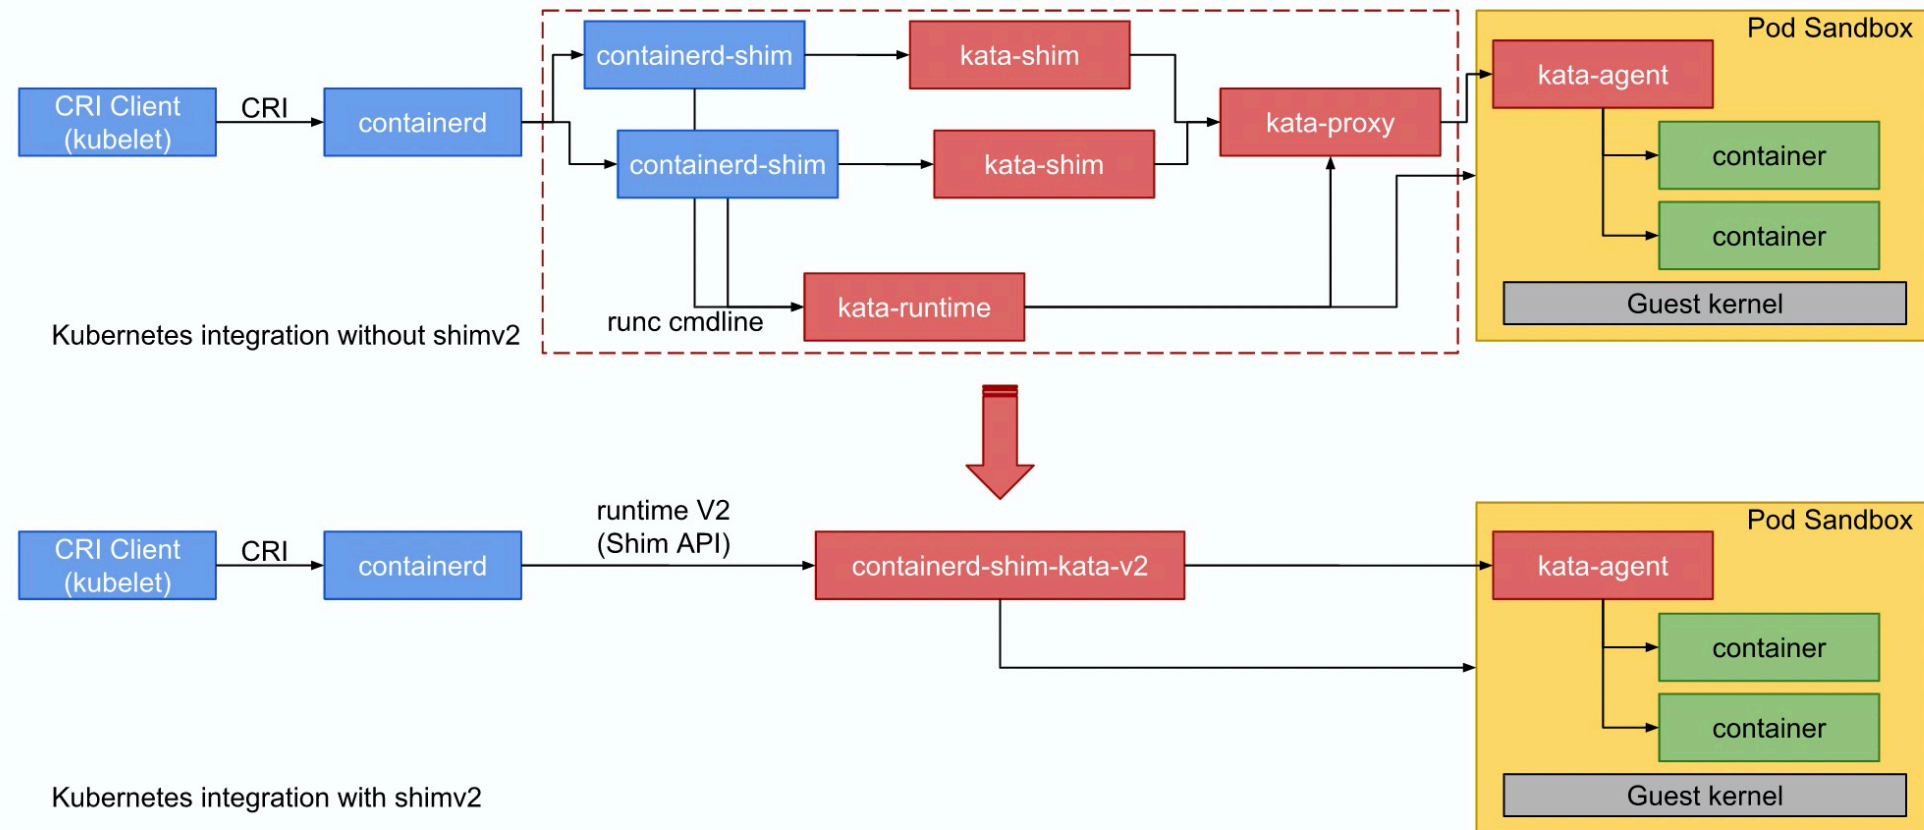 Pod Sandbox
containerd-shim
kata-shim
kata-agent
CRI Client
(kubelet)
CRI
containerd
kata-proxy
containerd-shim
kata-shim
container
container
kata-runtime
Guest kernel
runc cmdline
Kubernetes integration without shimv2
runtime V2
(Shim API)
Pod Sandbox
CRI Client
(kubelet)
CRI
containerd
containerd-shim-kata-v2
kata-agent
container
container
Guest kernel
Kubernetes integration with shimv2